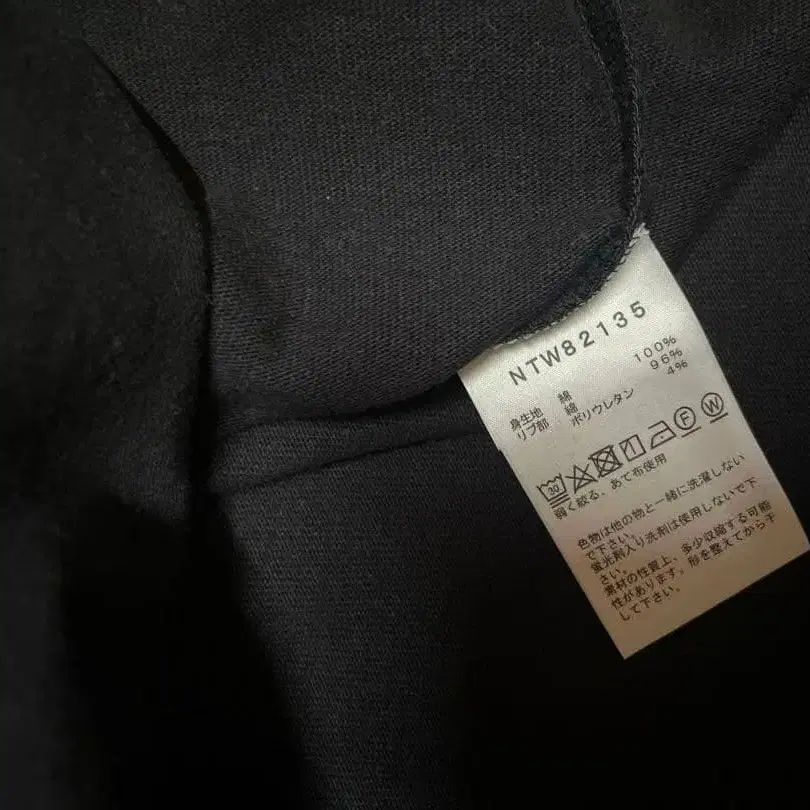 NTW82135
身生地 綿 100%
リブ部 綿 96%
ポリウレタン 4%
30 F W
弱く絞る、あて布使用
色物は他の物と一緒に洗濯しない
で下さい。
蛍光剤入り洗剤は使用しないで下
さい。
素材の性質上、多少収縮する可能
性があります。形を整えてから干
して下さい。